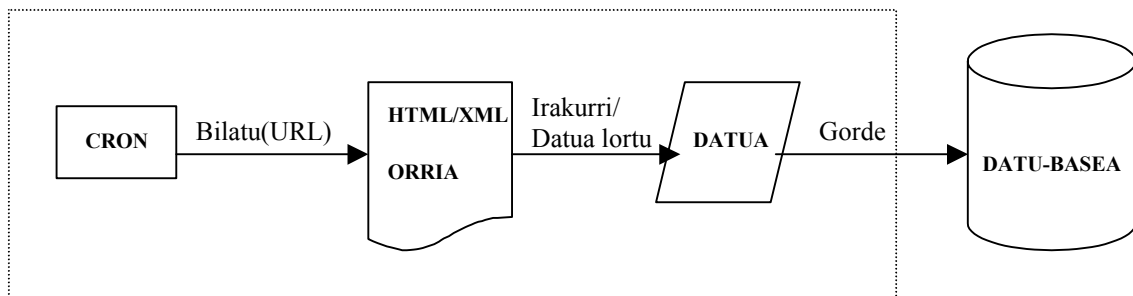 CRON
Bilatu(URL)
HTML/XML
ORRIA
Irakurri/
Datua lortu
DATUA
Gorde
DATU-BASEA